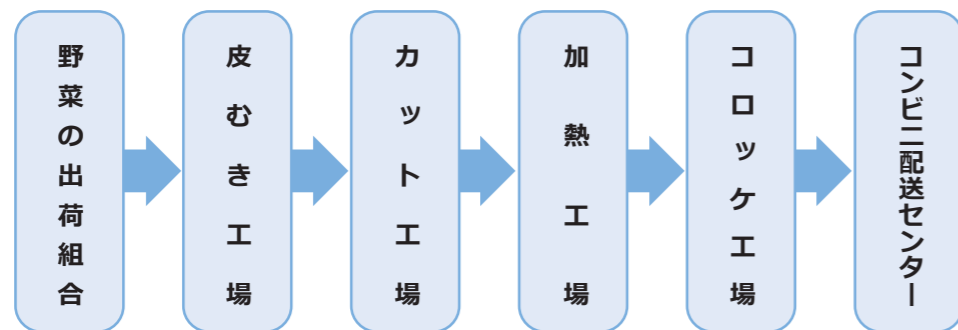 野菜の出荷組合
皮むき工場
カット工場
加熱工場
コロッケ工場
コンビニ配送センター